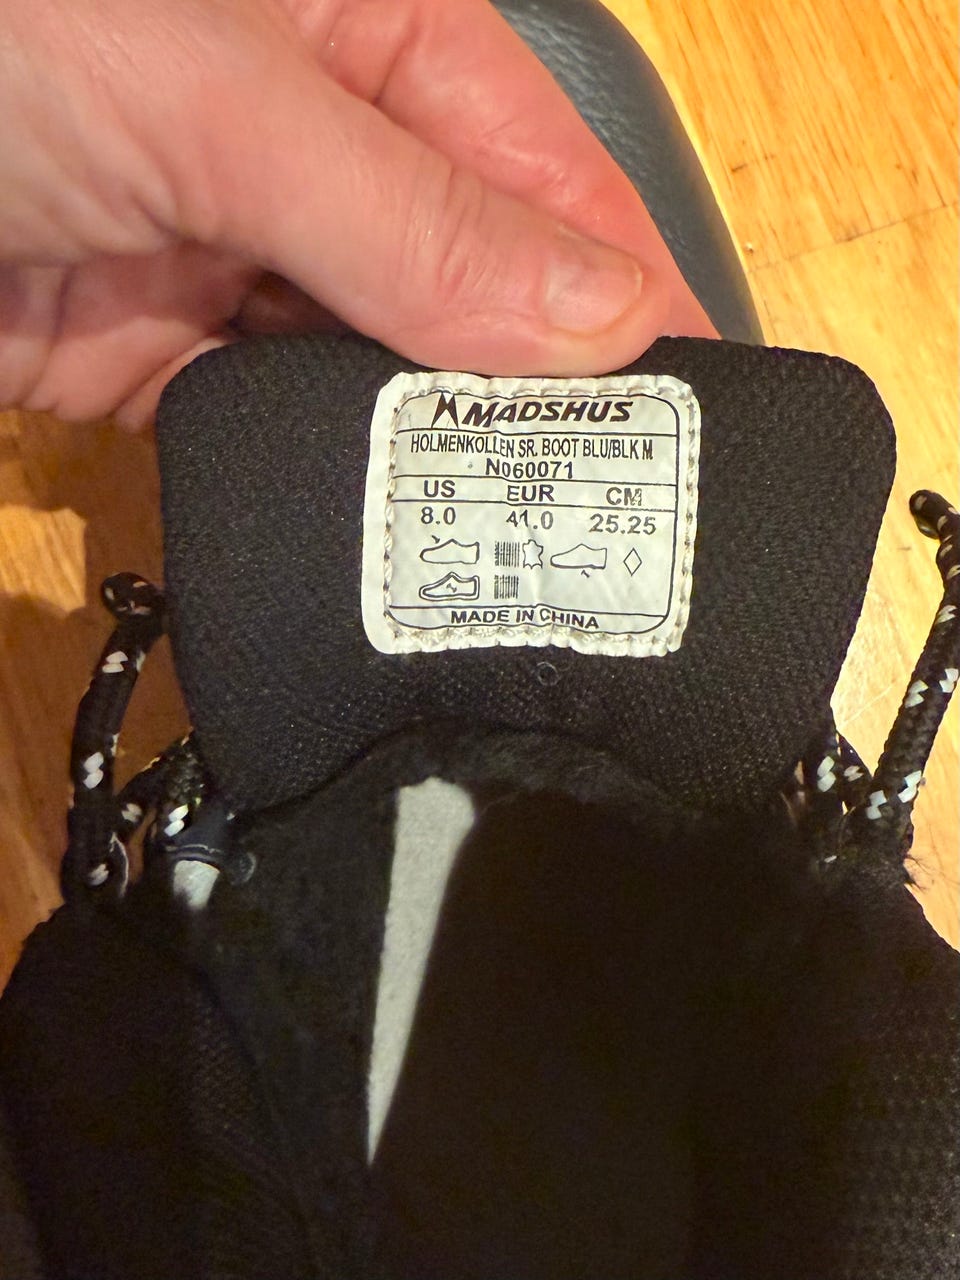 MADSHUS
HOLMENKOLLEN SR. BOOT BLU/BLK M
N060071
US EUR CM
8.0 41.0 25.25
MADE IN CHINA